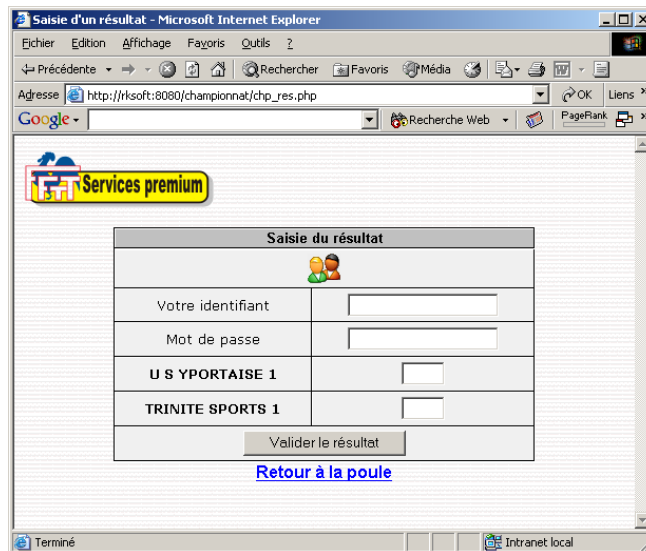 Saisie d'un résultat - Microsoft Internet Explorer
Fichier Edition Affichage Favoris Outils ?
Précédente Rechercher Favoris Média
Adresse http://rksoft:8080/championnat/chp_res.php OK Liens »
Google Recherche Web PageRank »
FFTT Services premium
Saisie du résultat
Votre identifiant
Mot de passe
U S YPORTAISE 1
TRINITE SPORTS 1
Valider le résultat
Retour à la poule
Terminé Intranet local